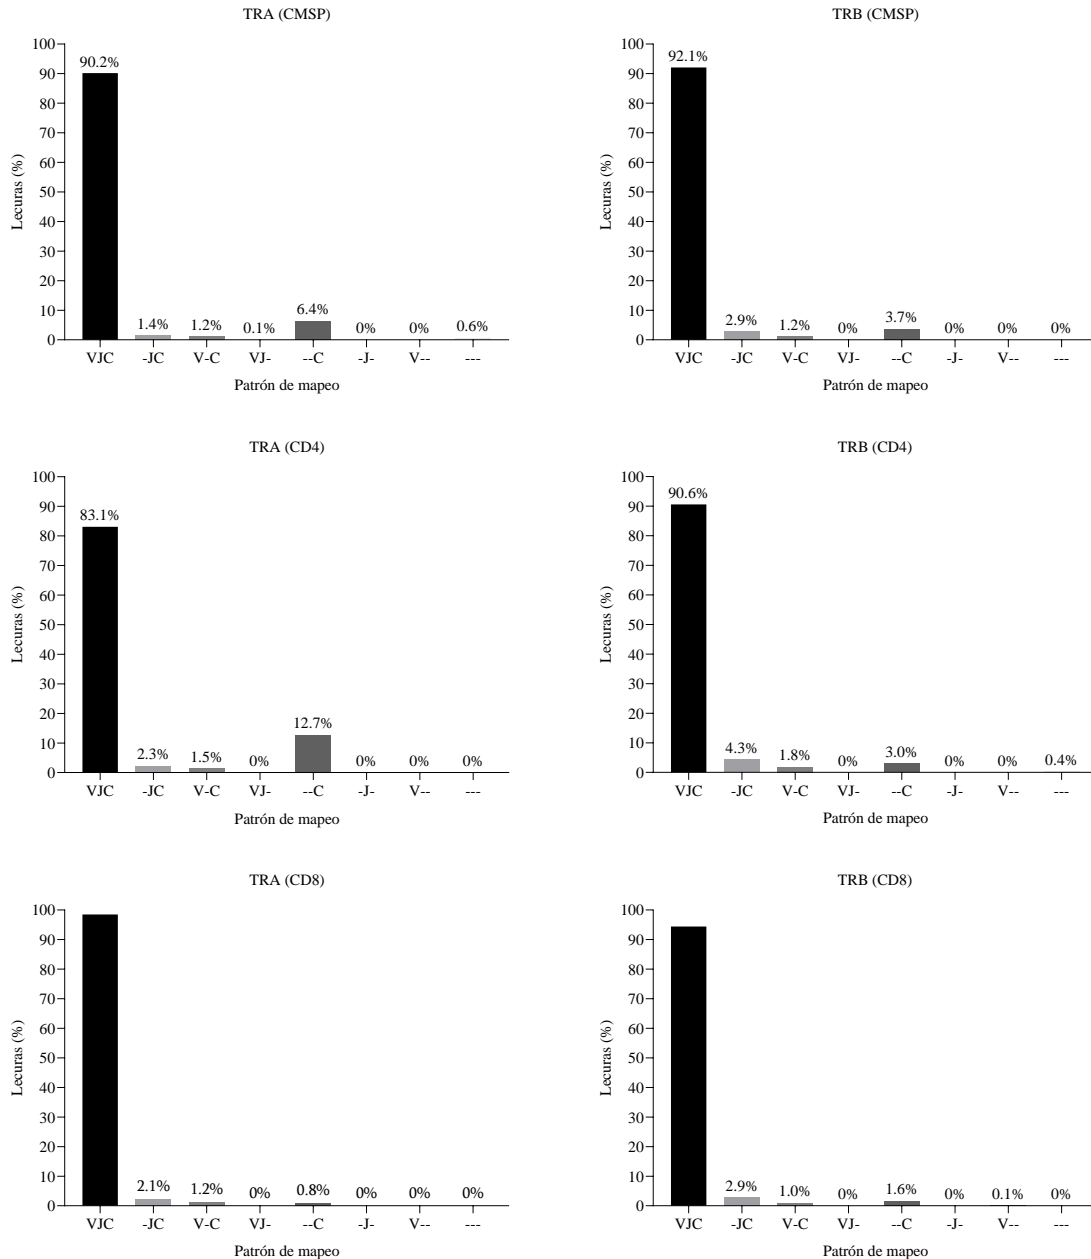 TRA (CMSP)
100
90
80
70
60
50
40
30
20
10
0
Lecuras (%)
90.2%
1.4%
1.2%
0.1%
6.4%
0%
0%
0.6%
VJC
-JC
V-C
VJ-
--C
-J-
V--
---
Patrón de mapeo
TRB (CMSP)
100
90
80
70
60
50
40
30
20
10
0
Lecuras (%)
92.1%
2.9%
1.2%
0%
3.7%
0%
0%
0%
VJC
-JC
V-C
VJ-
--C
-J-
V--
---
Patrón de mapeo
TRA (CD4)
100
90
80
70
60
50
40
30
20
10
0
Lecuras (%)
83.1%
2.3%
1.5%
0%
12.7%
0%
0%
0%
VJC
-JC
V-C
VJ-
--C
-J-
V--
---
Patrón de mapeo
TRB (CD4)
100
90
80
70
60
50
40
30
20
10
0
Lecuras (%)
90.6%
4.3%
1.8%
0%
3.0%
0%
0%
0.4%
VJC
-JC
V-C
VJ-
--C
-J-
V--
---
Patrón de mapeo
TRA (CD8)
100
90
80
70
60
50
40
30
20
10
0
Lecuras (%)
2.1%
1.2%
0%
0.8%
0%
0%
0%
VJC
-JC
V-C
VJ-
--C
-J-
V--
---
Patrón de mapeo
TRB (CD8)
100
90
80
70
60
50
40
30
20
10
0
Lecuras (%)
2.9%
1.0%
0%
1.6%
0%
0.1%
0%
VJC
-JC
V-C
VJ-
--C
-J-
V--
---
Patrón de mapeo